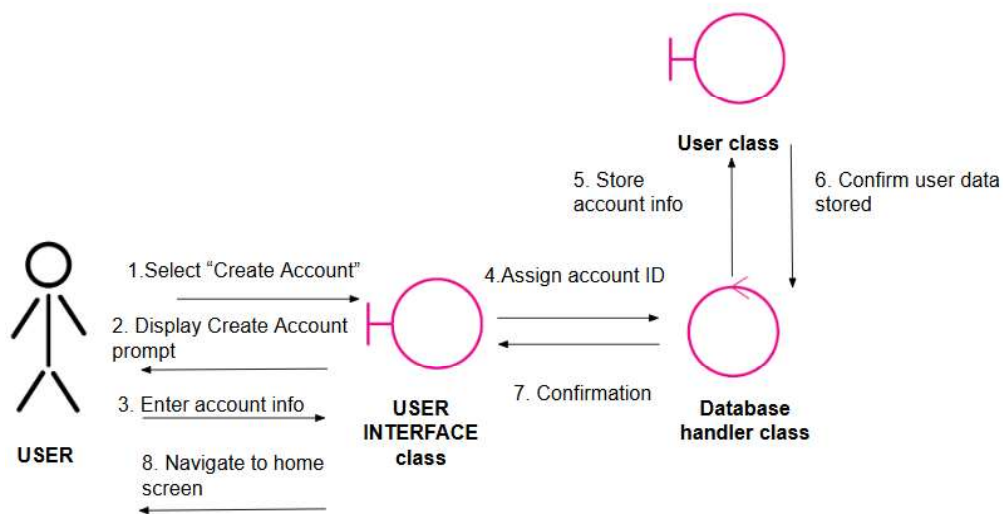 User class
5. Store
account info
6. Confirm user data
stored
1.Select “Create Account”
4.Assign account ID
2. Display Create Account
prompt
3. Enter account info
7. Confirmation
USER
USER
INTERFACE
class
Database
handler class
8. Navigate to home
screen